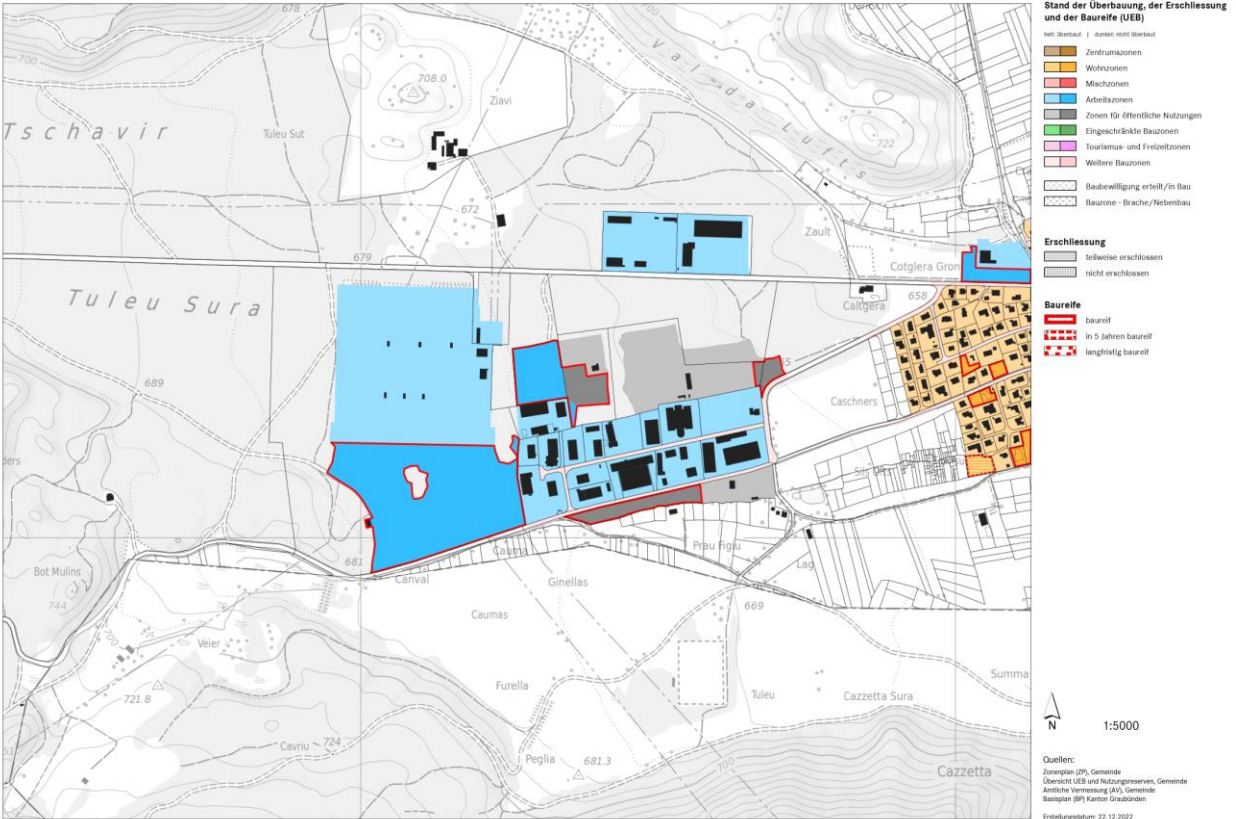 Stand der Überbauung, der Erschliessung
und der Baureife (UEB)
hell: überbaut | dunkel: nicht überbaut
Zentrumszonen
Wohnzonen
Mischzonen
Arbeitszonen
Zonen für öffentliche Nutzungen
Eingeschränkte Bauzonen
Tourismus- und Freizeitzonen
Weitere Bauzonen
Baubewilligung erteilt/in Bau
Bauzone - Brache/Nebenbau
Erschliessung
teilweise erschlossen
nicht erschlossen
Baureife
baureif
in 5 Jahren baureif
langfristig baureif
N
1:5000
Quellen:
Zonenplan (ZP), Gemeinde
Übersicht UEB und Nutzungsreserven, Gemeinde
Amtliche Vermessung (AV), Gemeinde
Basisplan (BP) Kanton Graubünden
Erstellungsdatum: 22.12.2022
678
700
700
708.0
Ziavi
Val da Lufts
Tschavir
Tuleu Sut
722
672
Zault
679
Cotglera Gron
Tuleu Sura
658
Caltgera
689
Caschners
681
Cauma
Prau Figiu
Lag
Bot Mulins
744
Canval
Ginellas
Caumas
669
700
Veier
721.8
Furella
Tuleu
Cazzetta Sura
Summa
Cavriu
724
Peglia
681.3
700
Cazzetta